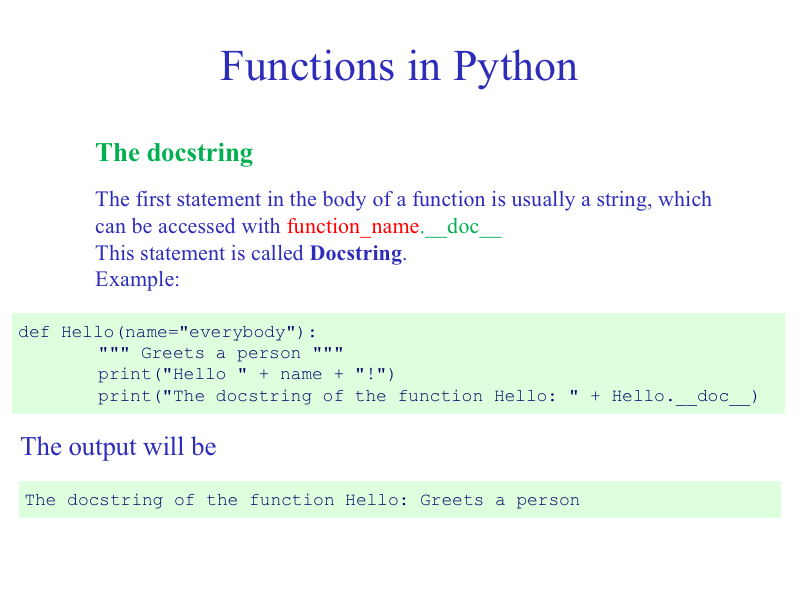 Functions in Python
The docstring
The first statement in the body of a function is usually a string, which
can be accessed with function_name.__doc__
This statement is called Docstring.
Example:
def Hello(name="everybody"):
""" Greets a person """
print("Hello " + name + "!")
print("The docstring of the function Hello: " + Hello.__doc__)
The output will be
The docstring of the function Hello: Greets a person